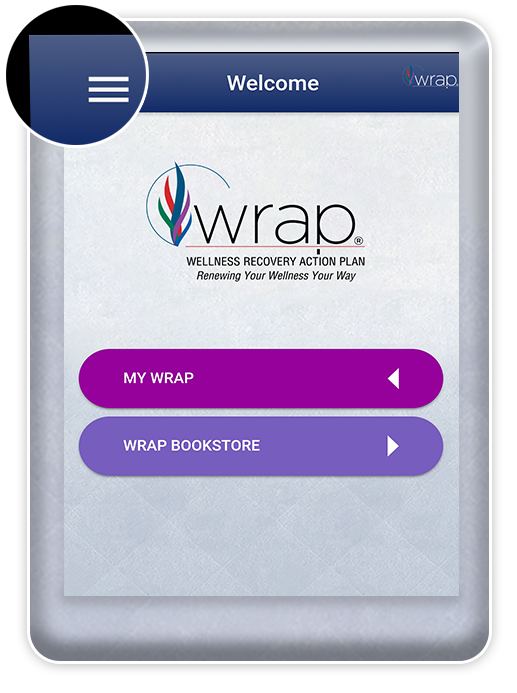 Welcome
wrap.
wrap®
WELLNESS RECOVERY ACTION PLAN
Renewing Your Wellness Your Way
MY WRAP
WRAP BOOKSTORE